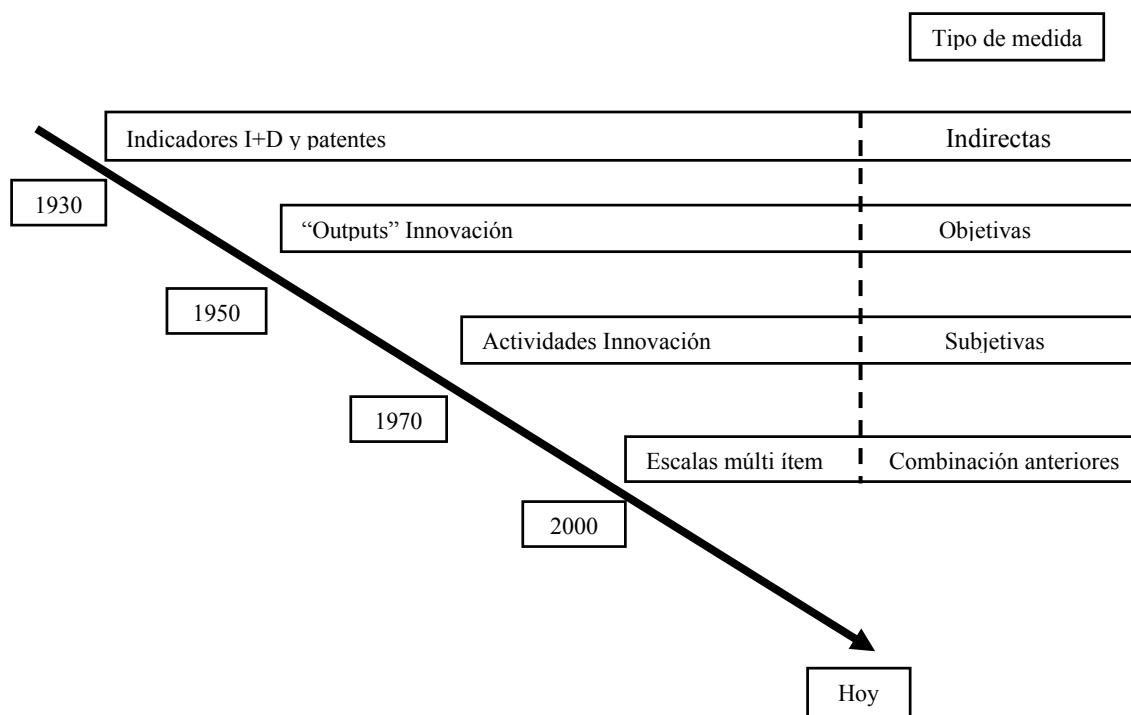 Tipo de medida
Indicadores I+D y patentes
Indirectas
1930
“Outputs” Innovación
Objetivas
1950
Actividades Innovación
Subjetivas
1970
Escalas múlti ítem
Combinación anteriores
2000
Hoy